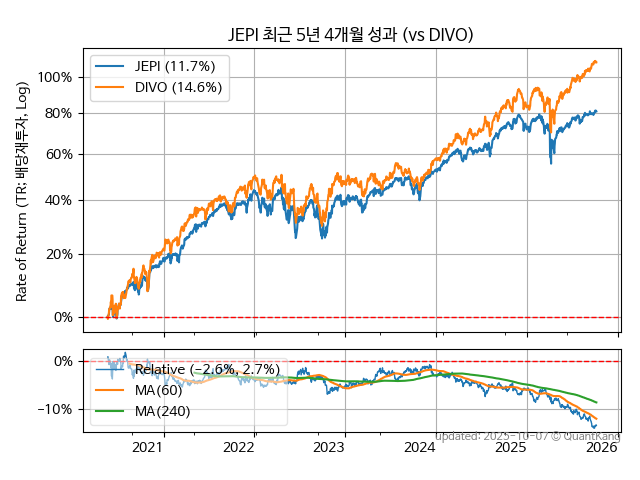 JEPI 최근 5년 4개월 성과 (vs DIVO)
Rate of Return (TR: 배당재투자, Log)
JEPI (11.7%)
DIVO (14.6%)
100%
80%
60%
40%
20%
0%
Relative (−2.6%, 2.7%)
MA(60)
MA(240)
0%
−10%
2021 2022 2023 2024 2025 2026
updated: 2025-10-07 © QuantKang